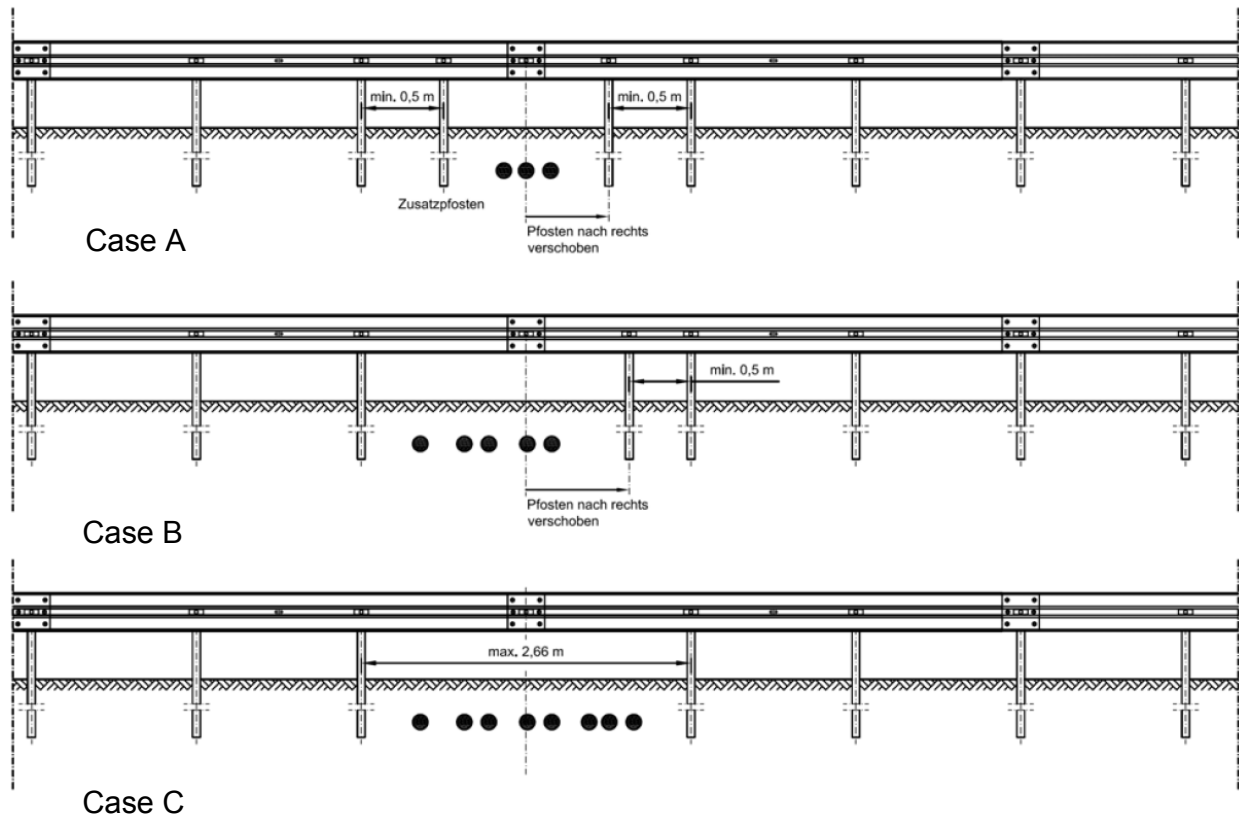 min. 0,5 m
min. 0,5 m
Zusatzpfosten
Pfosten nach rechts
verschoben
Case A
min. 0,5 m
Pfosten nach rechts
verschoben
Case B
max. 2,66 m
Case C